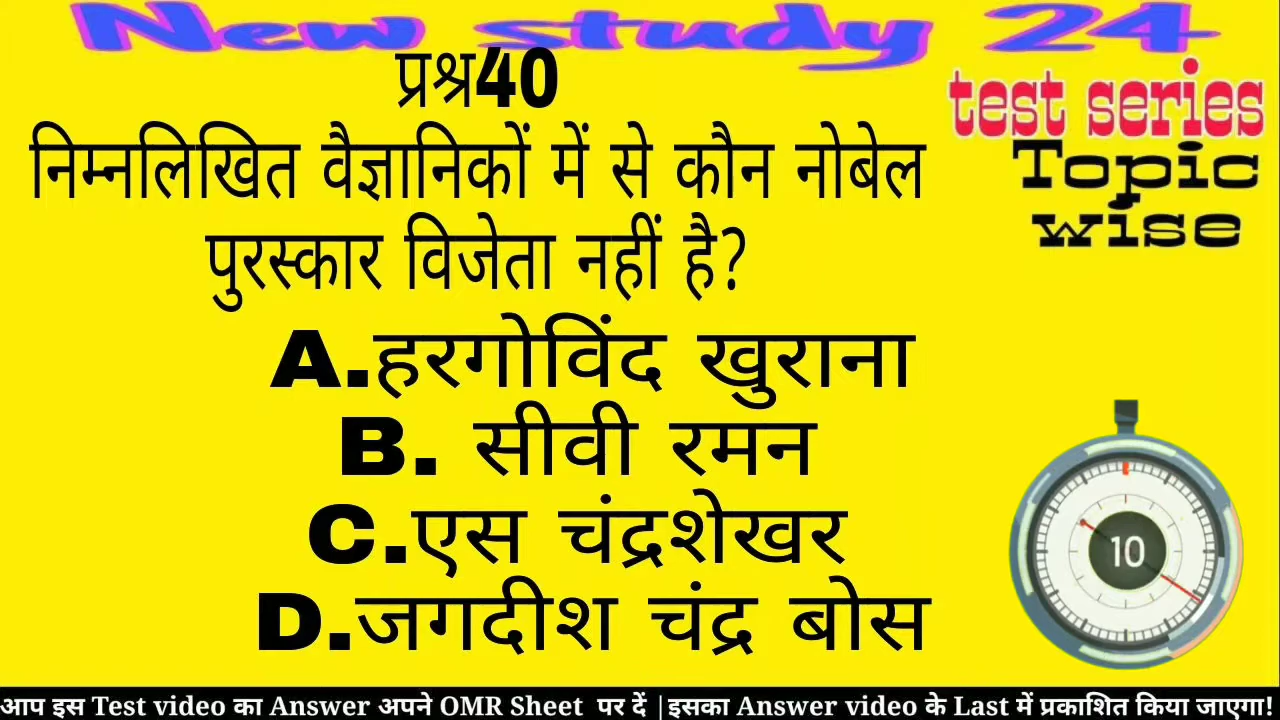 New study 24
test series
Topic
wise
प्रश्न40
निम्नलिखित वैज्ञानिकों में से कौन नोबेल
पुरस्कार विजेता नहीं है?
A.हरगोविंद खुराना
B. सीवी रमन
C.एस चंद्रशेखर
D.जगदीश चंद्र बोस
10
आप इस Test video का Answer अपने OMR Sheet पर दें |इसका Answer video के Last में प्रकाशित किया जाएगा!